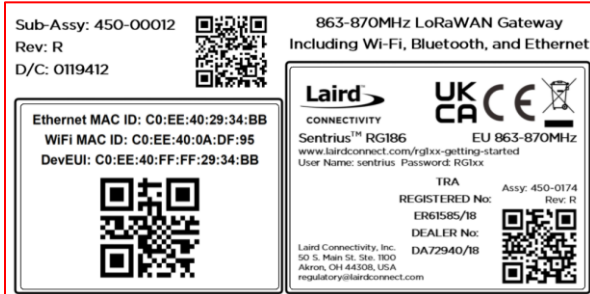 Sub-Assy: 450-00012
Rev: R
D/C: 0119412
Ethernet MAC ID: C0:EE:40:29:34:BB
WiFi MAC ID: C0:EE:40:0A:DF:95
DevEUI: C0:EE:40:FF:FF:29:34:BB
863-870MHz LoRaWAN Gateway
Including Wi-Fi, Bluetooth, and Ethernet
Laird
CONNECTIVITY
UK
CA CE
Sentrius™ RG186 EU 863-870MHz
www.lairdconnect.com/rg1xx-getting-started
User Name: sentrius Password: RG1xx
TRA
REGISTERED No:
ER61585/18
DEALER No:
DA72940/18
Assy: 450-0174
Rev: R
Laird Connectivity, Inc.
50 S. Main St. Ste. 1100
Akron, OH 44308, USA
regulatory@lairdconnect.com